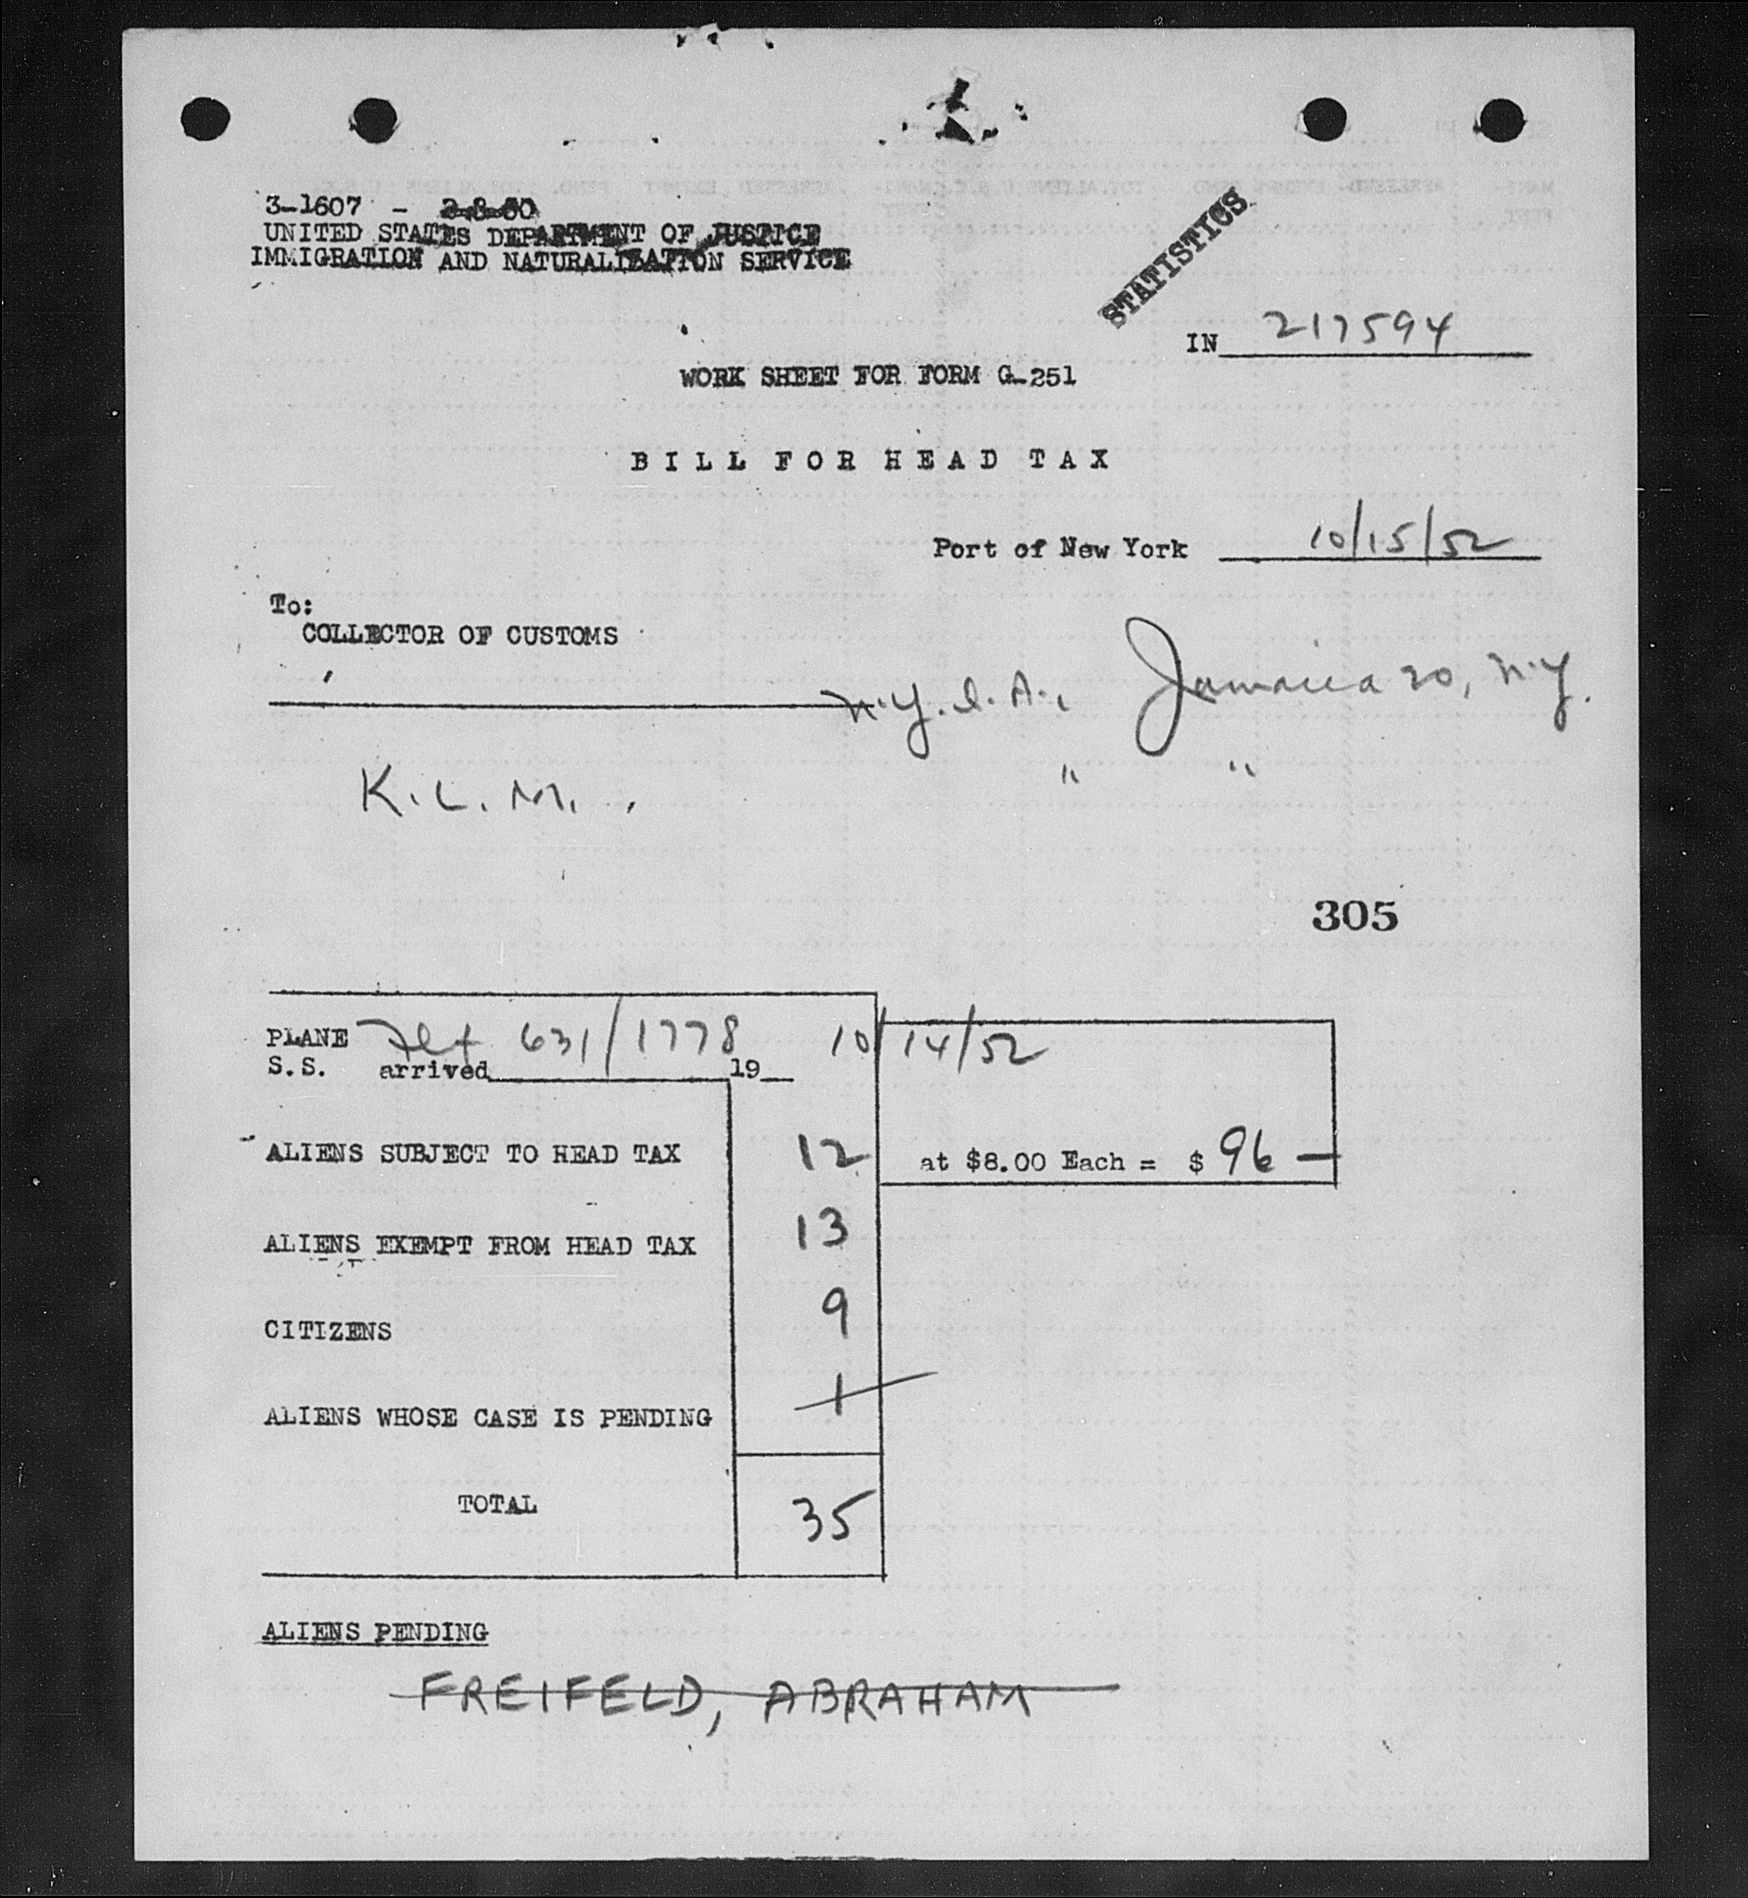 3-1607 - 2-8-50
UNITED STATES DEPARTMENT OF JUSTICE
IMMIGRATION AND NATURALIZATION SERVICE
STATISTICS
IN 217594
WORK SHEET FOR FORM G-251
BILL FOR HEAD TAX
Port of New York 10/15/52
To:
COLLECTOR OF CUSTOMS
N.Y.I.A., Jamaica 30, N.Y.
K.L.M. , " "
305
PLANE Flt 631/1778 10/14/52
S.S. arrived 19
ALIENS SUBJECT TO HEAD TAX 12 at $8.00 Each = $ 96 —
ALIENS EXEMPT FROM HEAD TAX 13
CITIZENS 9
ALIENS WHOSE CASE IS PENDING 1
TOTAL 35
ALIENS PENDING
FREIFELD, ABRAHAM